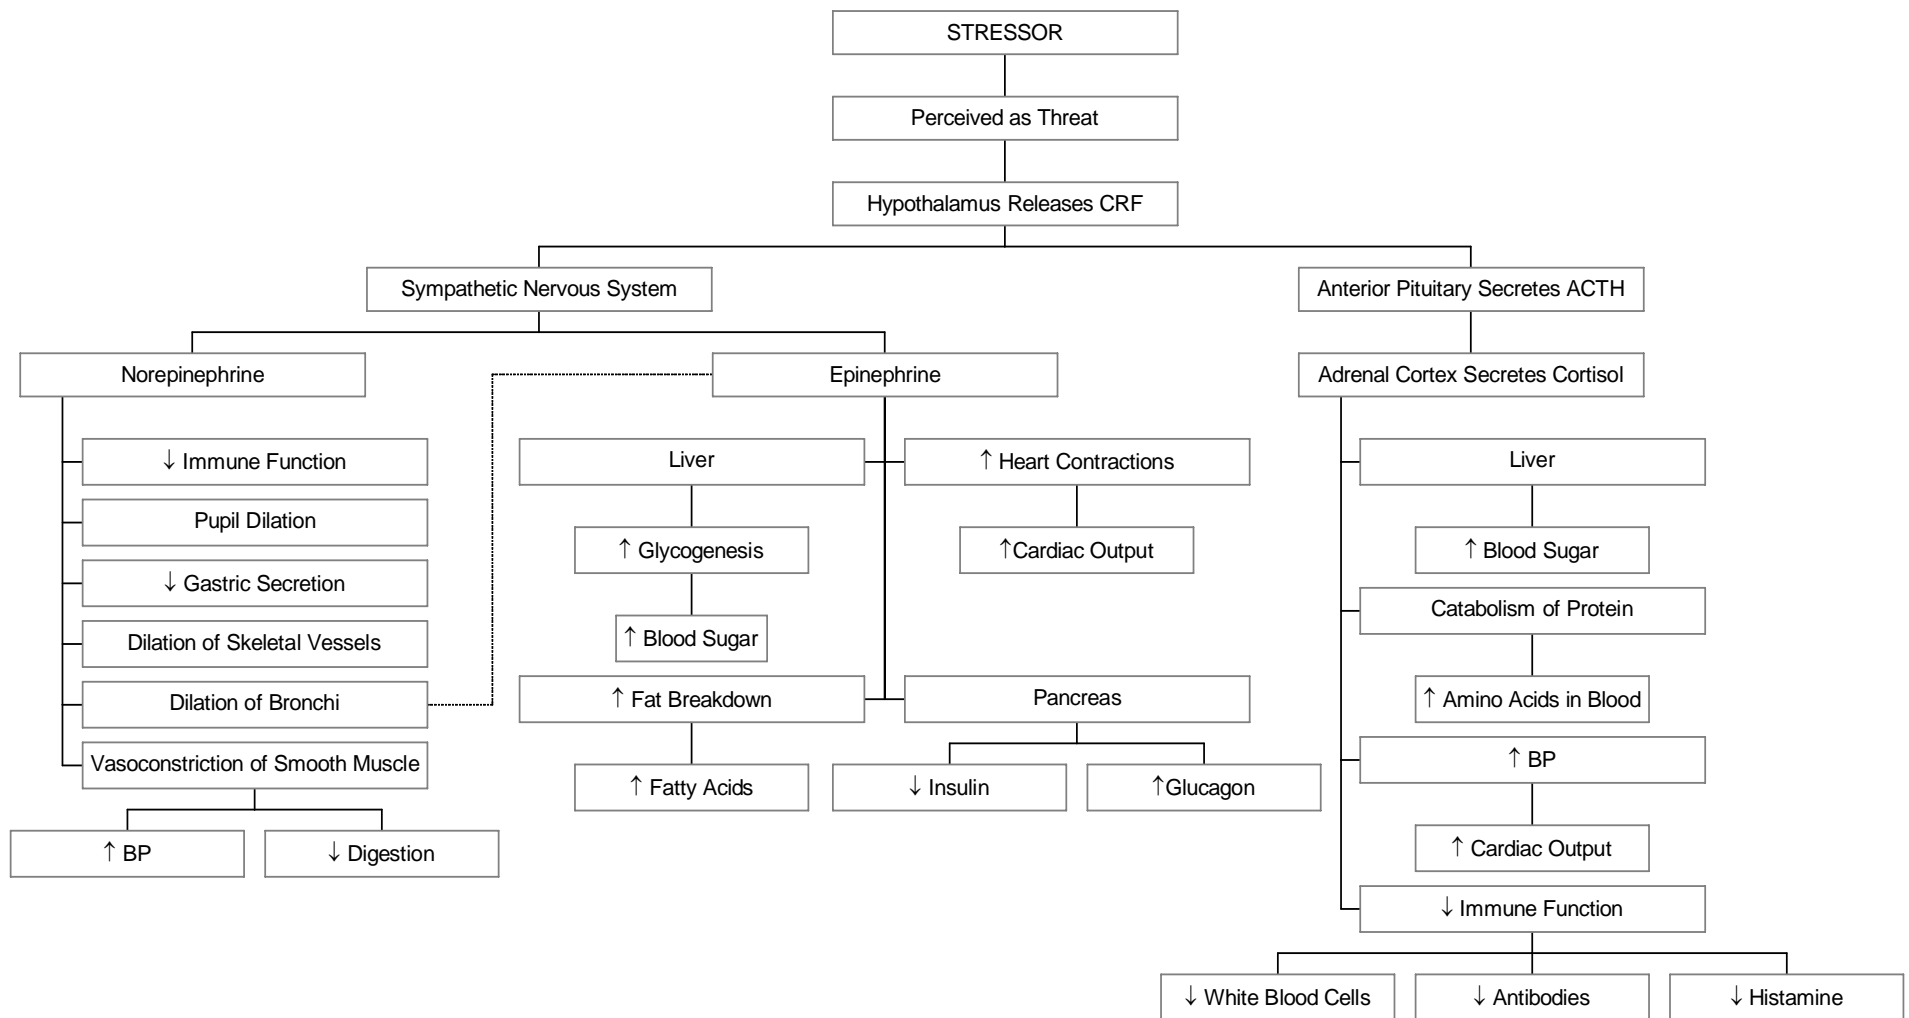 STRESSOR
Perceived as Threat
Hypothalamus Releases CRF
Sympathetic Nervous System
Anterior Pituitary Secretes ACTH
Norepinephrine
Epinephrine
Adrenal Cortex Secretes Cortisol
↓ Immune Function
Pupil Dilation
↓ Gastric Secretion
Dilation of Skeletal Vessels
Dilation of Bronchi
Vasoconstriction of Smooth Muscle
↑ BP
↓ Digestion
Liver
↑ Glycogenesis
↑ Blood Sugar
↑ Fat Breakdown
↑ Fatty Acids
↑ Heart Contractions
↑Cardiac Output
Pancreas
↓ Insulin
↑Glucagon
Liver
↑ Blood Sugar
Catabolism of Protein
↑ Amino Acids in Blood
↑ BP
↑ Cardiac Output
↓ Immune Function
↓ White Blood Cells
↓ Antibodies
↓ Histamine